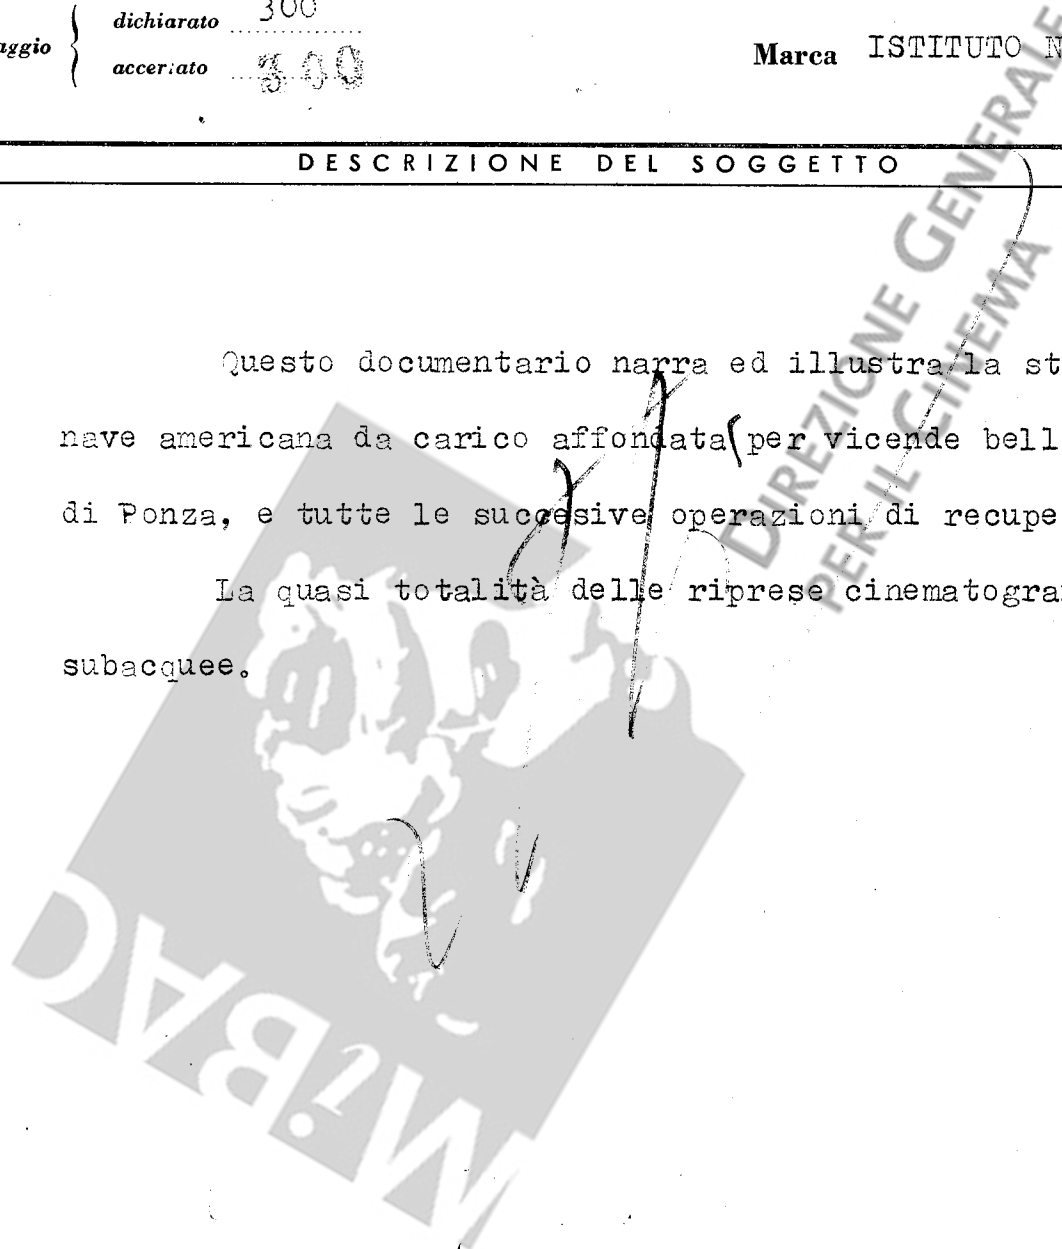 dichiarato 300
aggio
accertato 300
Marca ISTITUTO N
DESCRIZIONE DEL SOGGETTO
Questo documentario narra ed illustra la st
nave americana da carico affondata per vicende bell
di Ponza, e tutte le succesive operazioni di recupe
La quasi totalità delle riprese cinematogra
subacquee.
DIREZIONE GENERALE
PER IL CINEMA
MiBAC